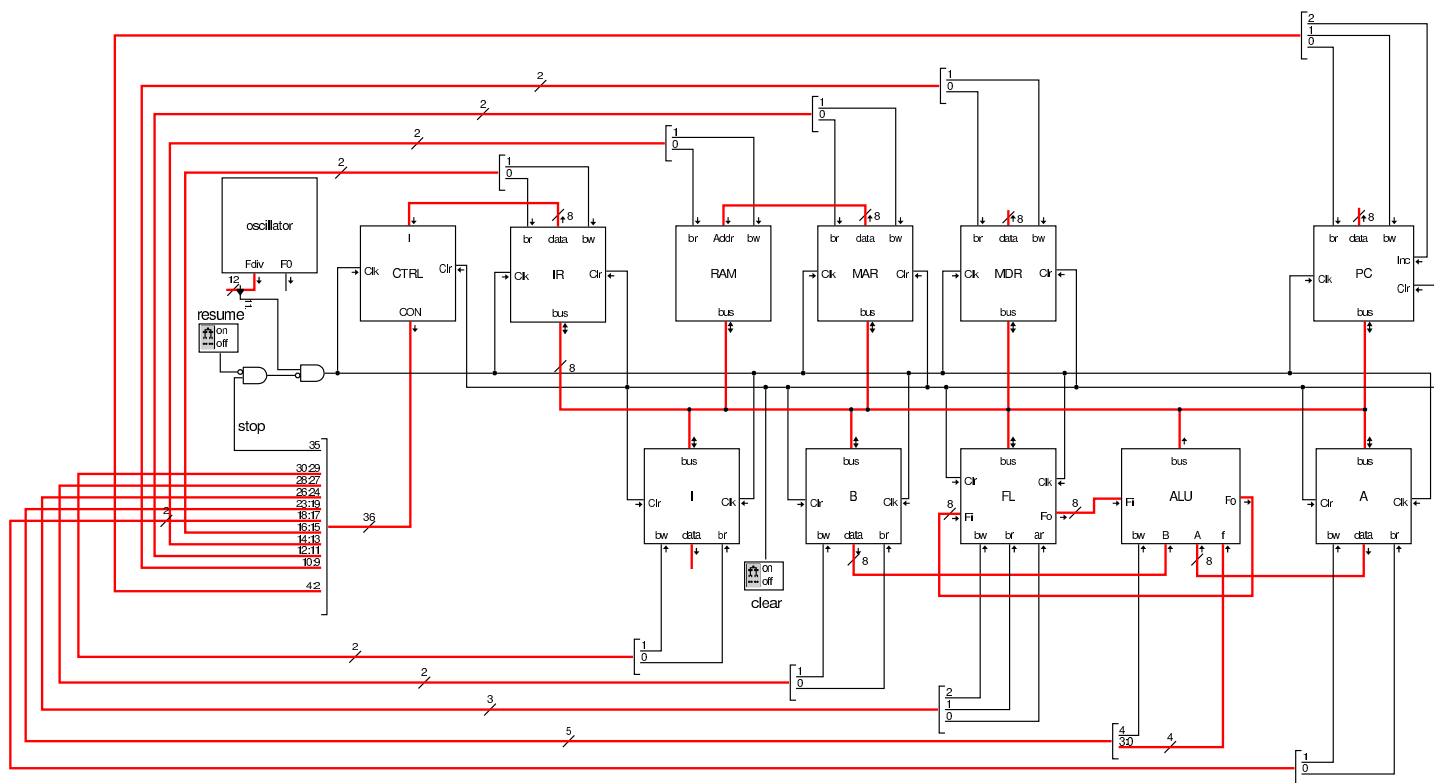 2
1
0
2
1
0
2
1
0
2
1
0
2
1
0
oscillator
Fdiv F0
12
11
I
Clk CTRL Clr
CON
8
br data bw
Clk IR Clr
bus
8
br Addr bw
RAM
bus
8
br data bw
Clk MAR Clr
bus
8
br data bw
Clk MDR Clr
bus
8
br data bw
Inc
Clk PC
Clr
bus
resume
on
off
stop
35
30:29
28:27
26:24
23:19
18:17
16:15
14:13
12:11
10:9
4:2
2
36
bus
Clr I Clk
bw data br
bus
Clr B Clk
bw data br
8
bus
Clr Clk
FL
8 Fi Fo 8
bw br ar
bus
Fi ALU Fo
bw B A f
8
bus
Clr A Clk
bw data br
on
off
clear
2
1
0
2
1
0
3
2
1
0
5
4
3:0
4
1
0